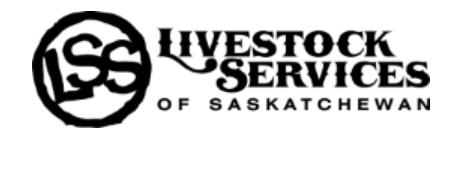 LSS
LIVESTOCK
SERVICES
OF SASKATCHEWAN